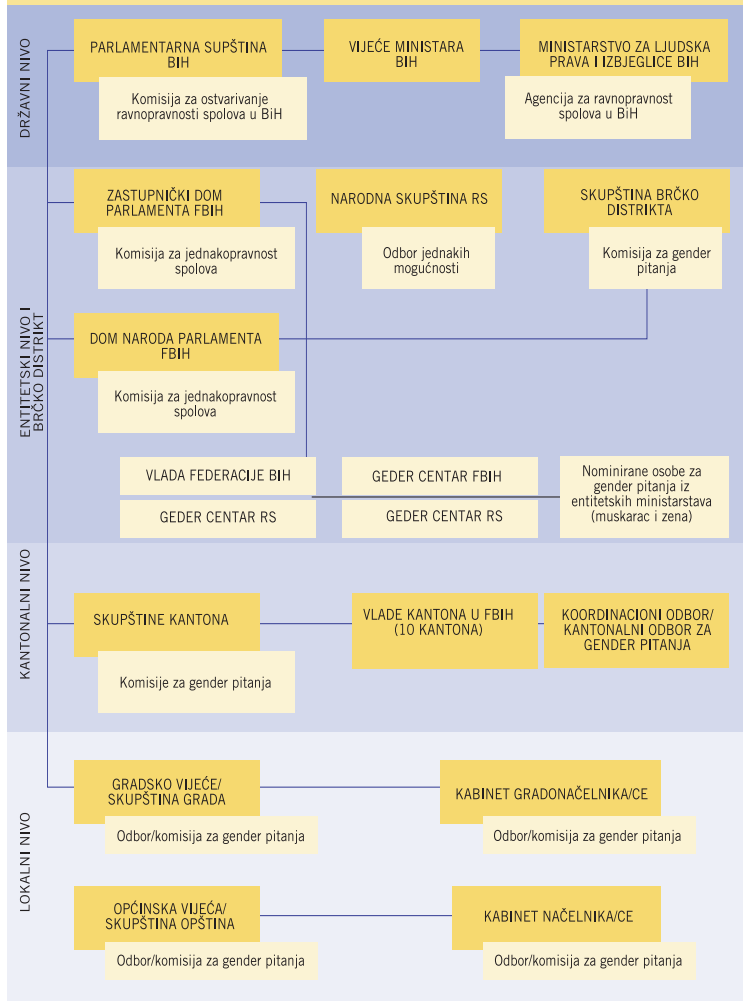 DRŽAVNI NIVO
PARLAMENTARNA SUPŠTINA
BIH
Komisija za ostvarivanje
ravnopravnosti spolova u BiH
VIJEĆE MINISTARA
BIH
MINISTARSTVO ZA LJUDSKA
PRAVA I IZBJEGLICE BIH
Agencija za ravnopravnost
spolova u BiH
ENTITETSKI NIVO I
BRČKO DISTRIKT
ZASTUPNIČKI DOM
PARLAMENTA FBIH
Komisija za jednakopravnost
spolova
NARODNA SKUPŠTINA RS
Odbor jednakih
mogućnosti
SKUPŠTINA BRČKO
DISTRIKTA
Komisija za gender
pitanja
DOM NARODA PARLAMENTA
FBIH
Komisija za jednakopravnost
spolova
VLADA FEDERACIJE BIH
GEDER CENTAR FBIH
GEDER CENTAR RS
GEDER CENTAR RS
Nominirane osobe za
gender pitanja iz
entitetskih ministarstava
(muskarac i zena)
KANTONALNI NIVO
SKUPŠTINE KANTONA
Komisije za gender pitanja
VLADE KANTONA U FBIH
(10 KANTONA)
KOORDINACIONI ODBOR/
KANTONALNI ODBOR ZA
GENDER PITANJA
LOKALNI NIVO
GRADSKO VIJEĆE/
SKUPŠTINA GRADA
Odbor/komisija za gender pitanja
KABINET GRADONAČELNIKA/CE
Odbor/komisija za gender pitanja
OPĆINSKA VIJEĆA/
SKUPŠTINA OPŠTINA
Odbor/komisija za gender pitanja
KABINET NAČELNIKA/CE
Odbor/komisija za gender pitanja